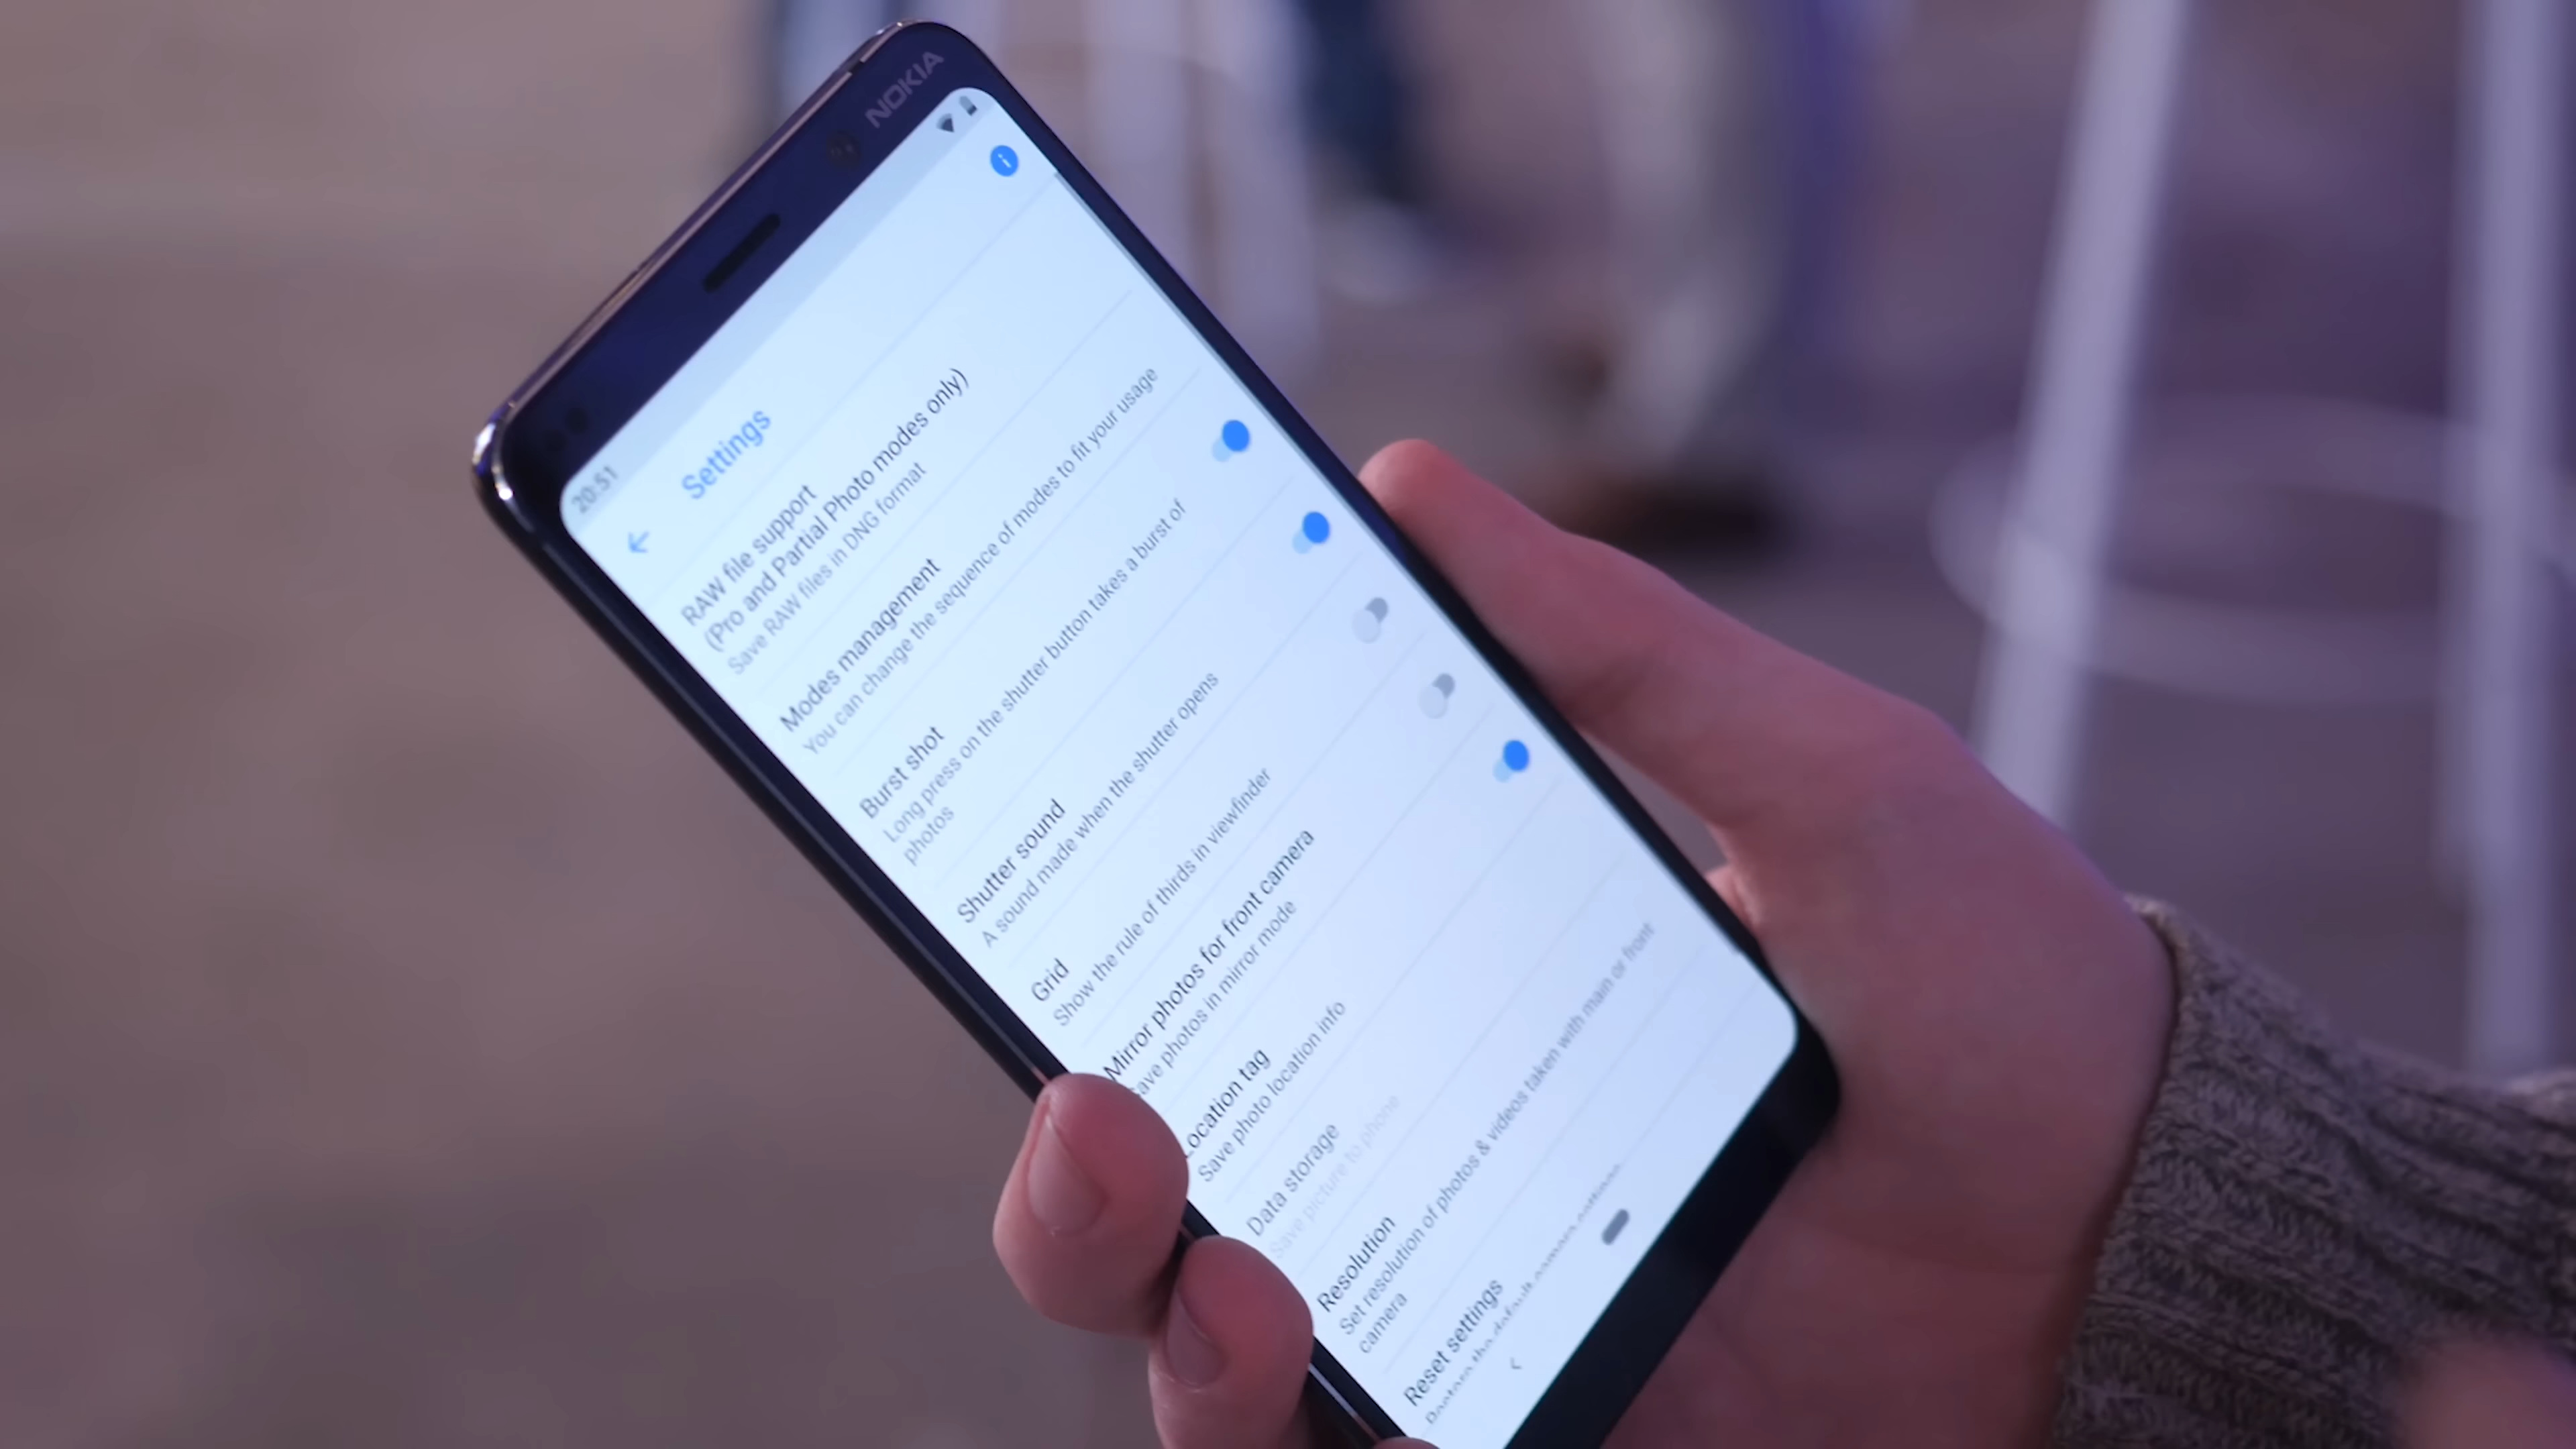 NOKIA
20:51
Settings
RAW file support
(Pro and Partial Photo modes only)
Save RAW files in DNG format
Modes management
You can change the sequence of modes to fit your usage
Burst shot
Long press on the shutter button takes a burst of
photos
Shutter sound
A sound made when the shutter opens
Grid
Show the rule of thirds in viewfinder
Mirror photos for front camera
Save photos in mirror mode
Location tag
Save photo location info
Data storage
Save picture to phone
Resolution
Set resolution of photos & videos taken with main or front
camera
Reset settings